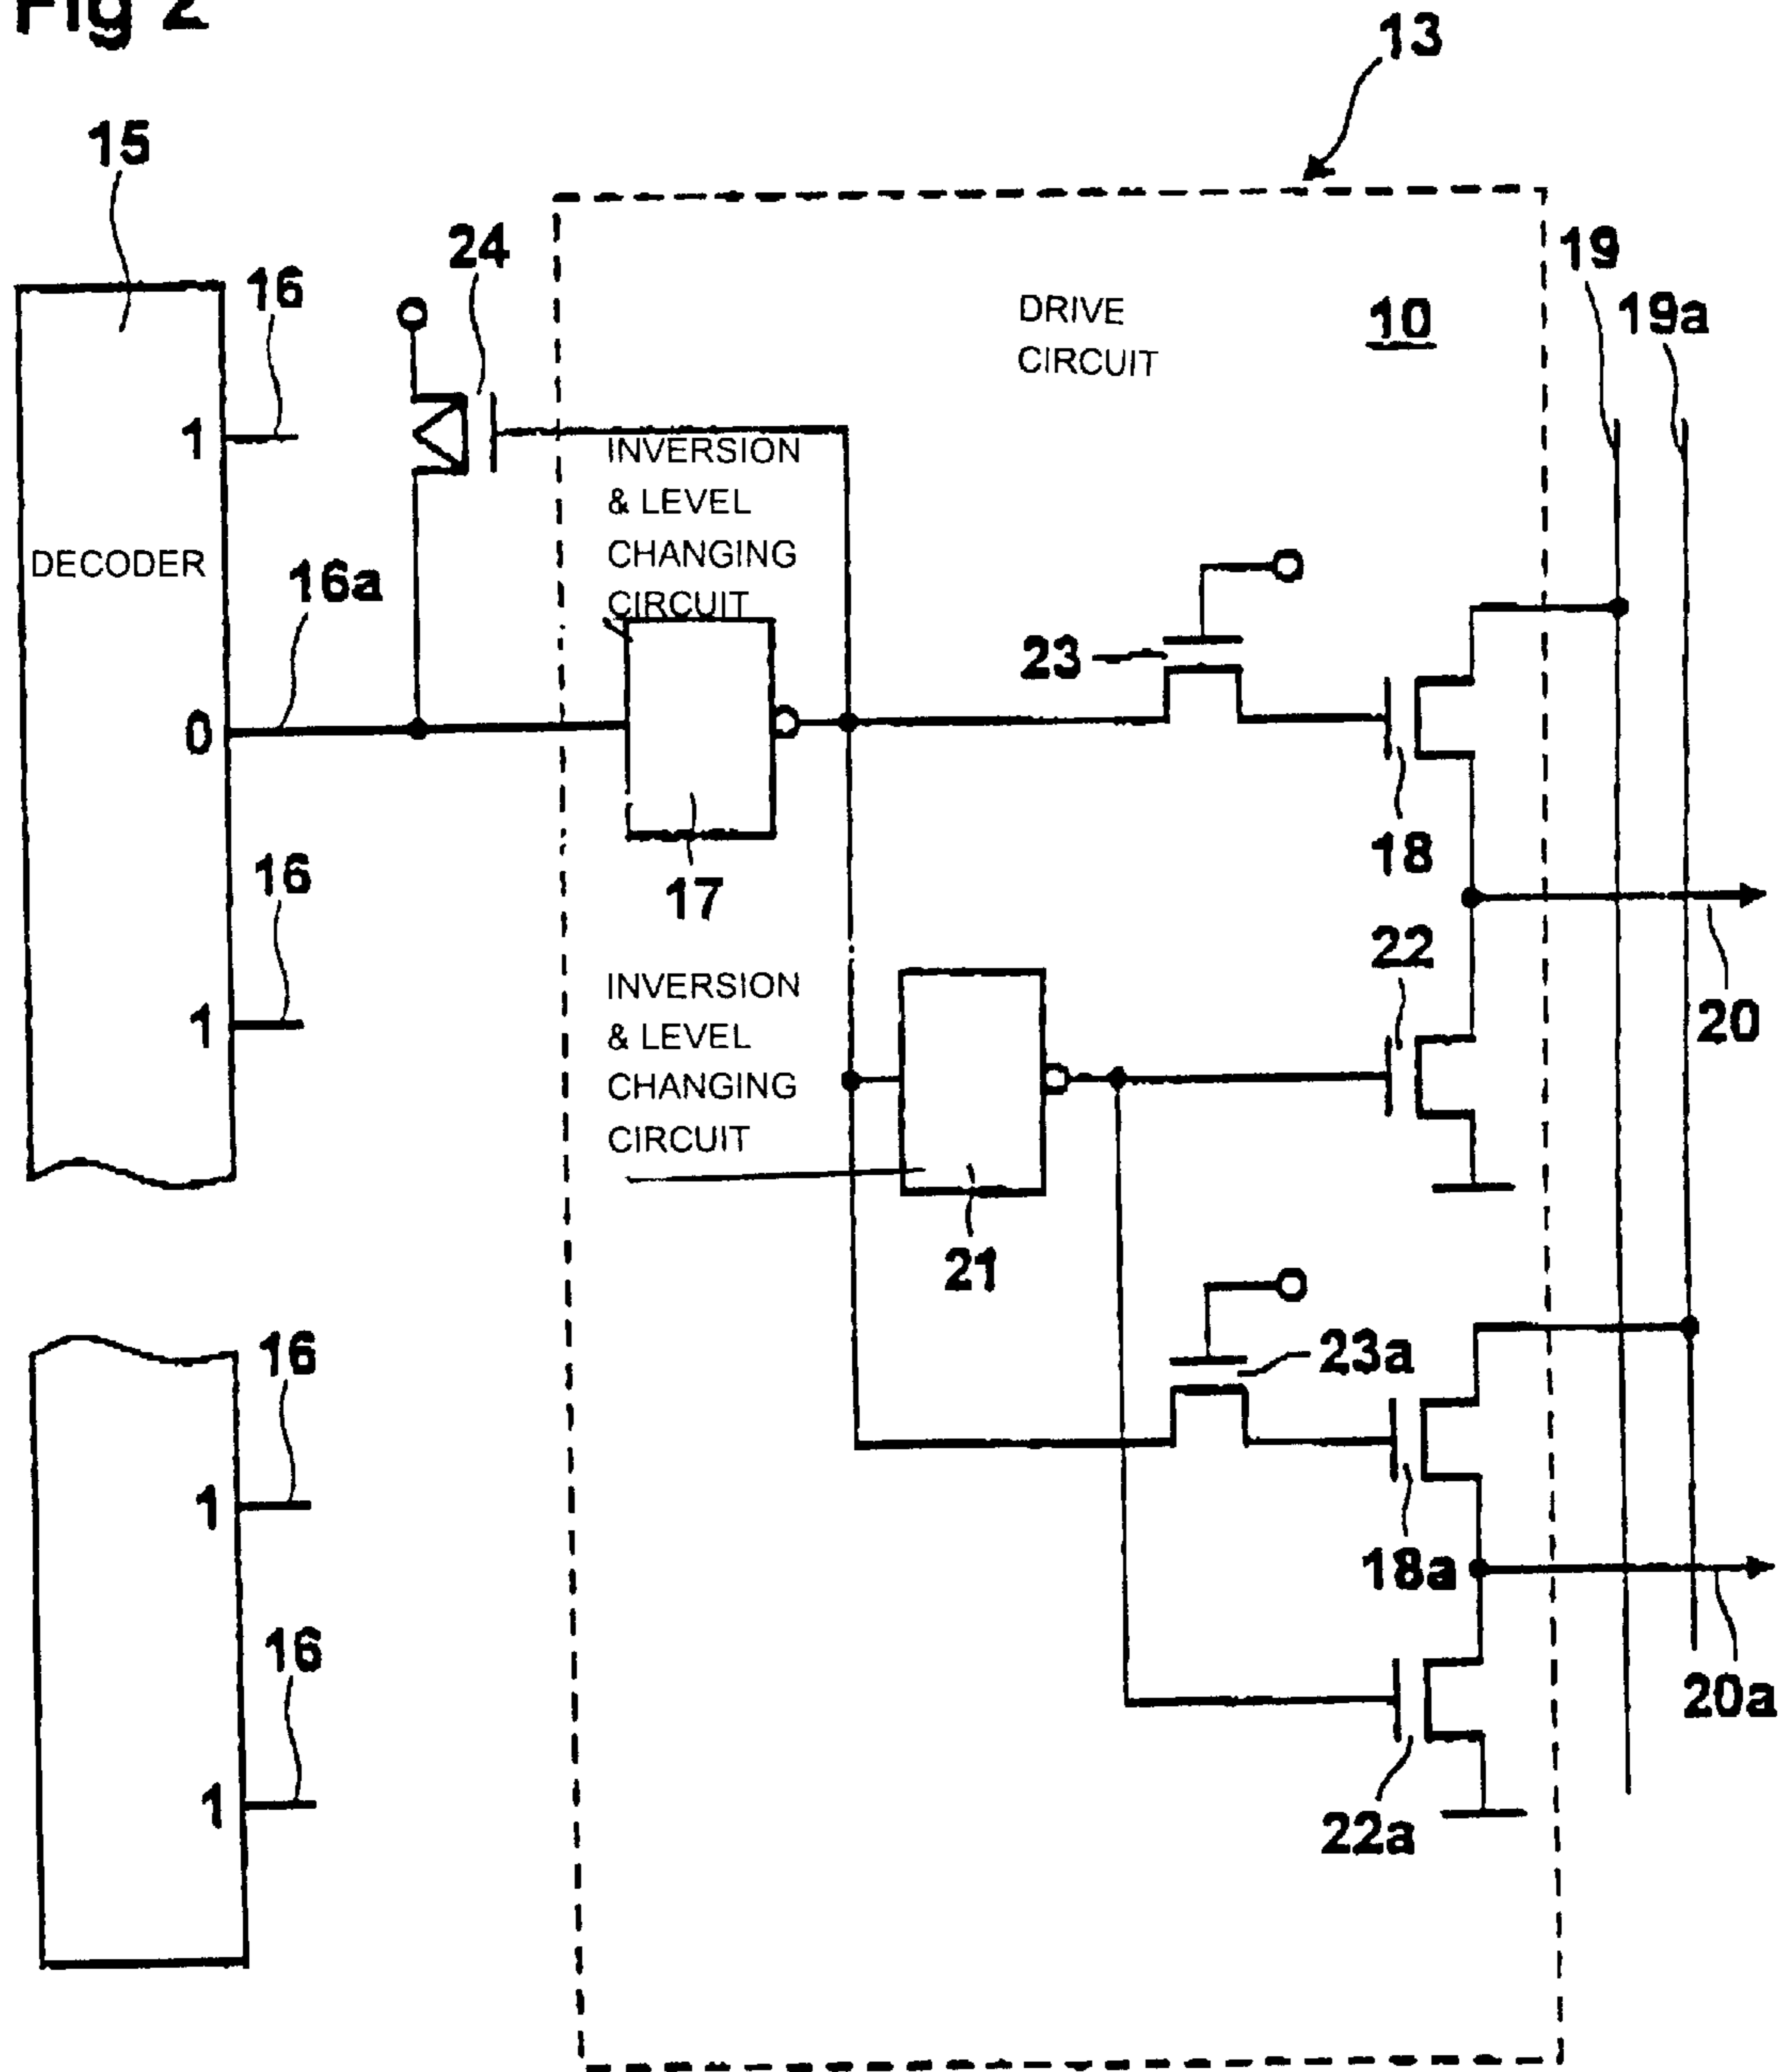 Fig 2
13
15
24
16
19
19a
DRIVE
CIRCUIT
10
1
INVERSION
& LEVEL
CHANGING
CIRCUIT
DECODER
16a
23
0
18
17
16
22
1
INVERSION
& LEVEL
CHANGING
CIRCUIT
20
21
16
23a
1
18a
16
20a
1
22a